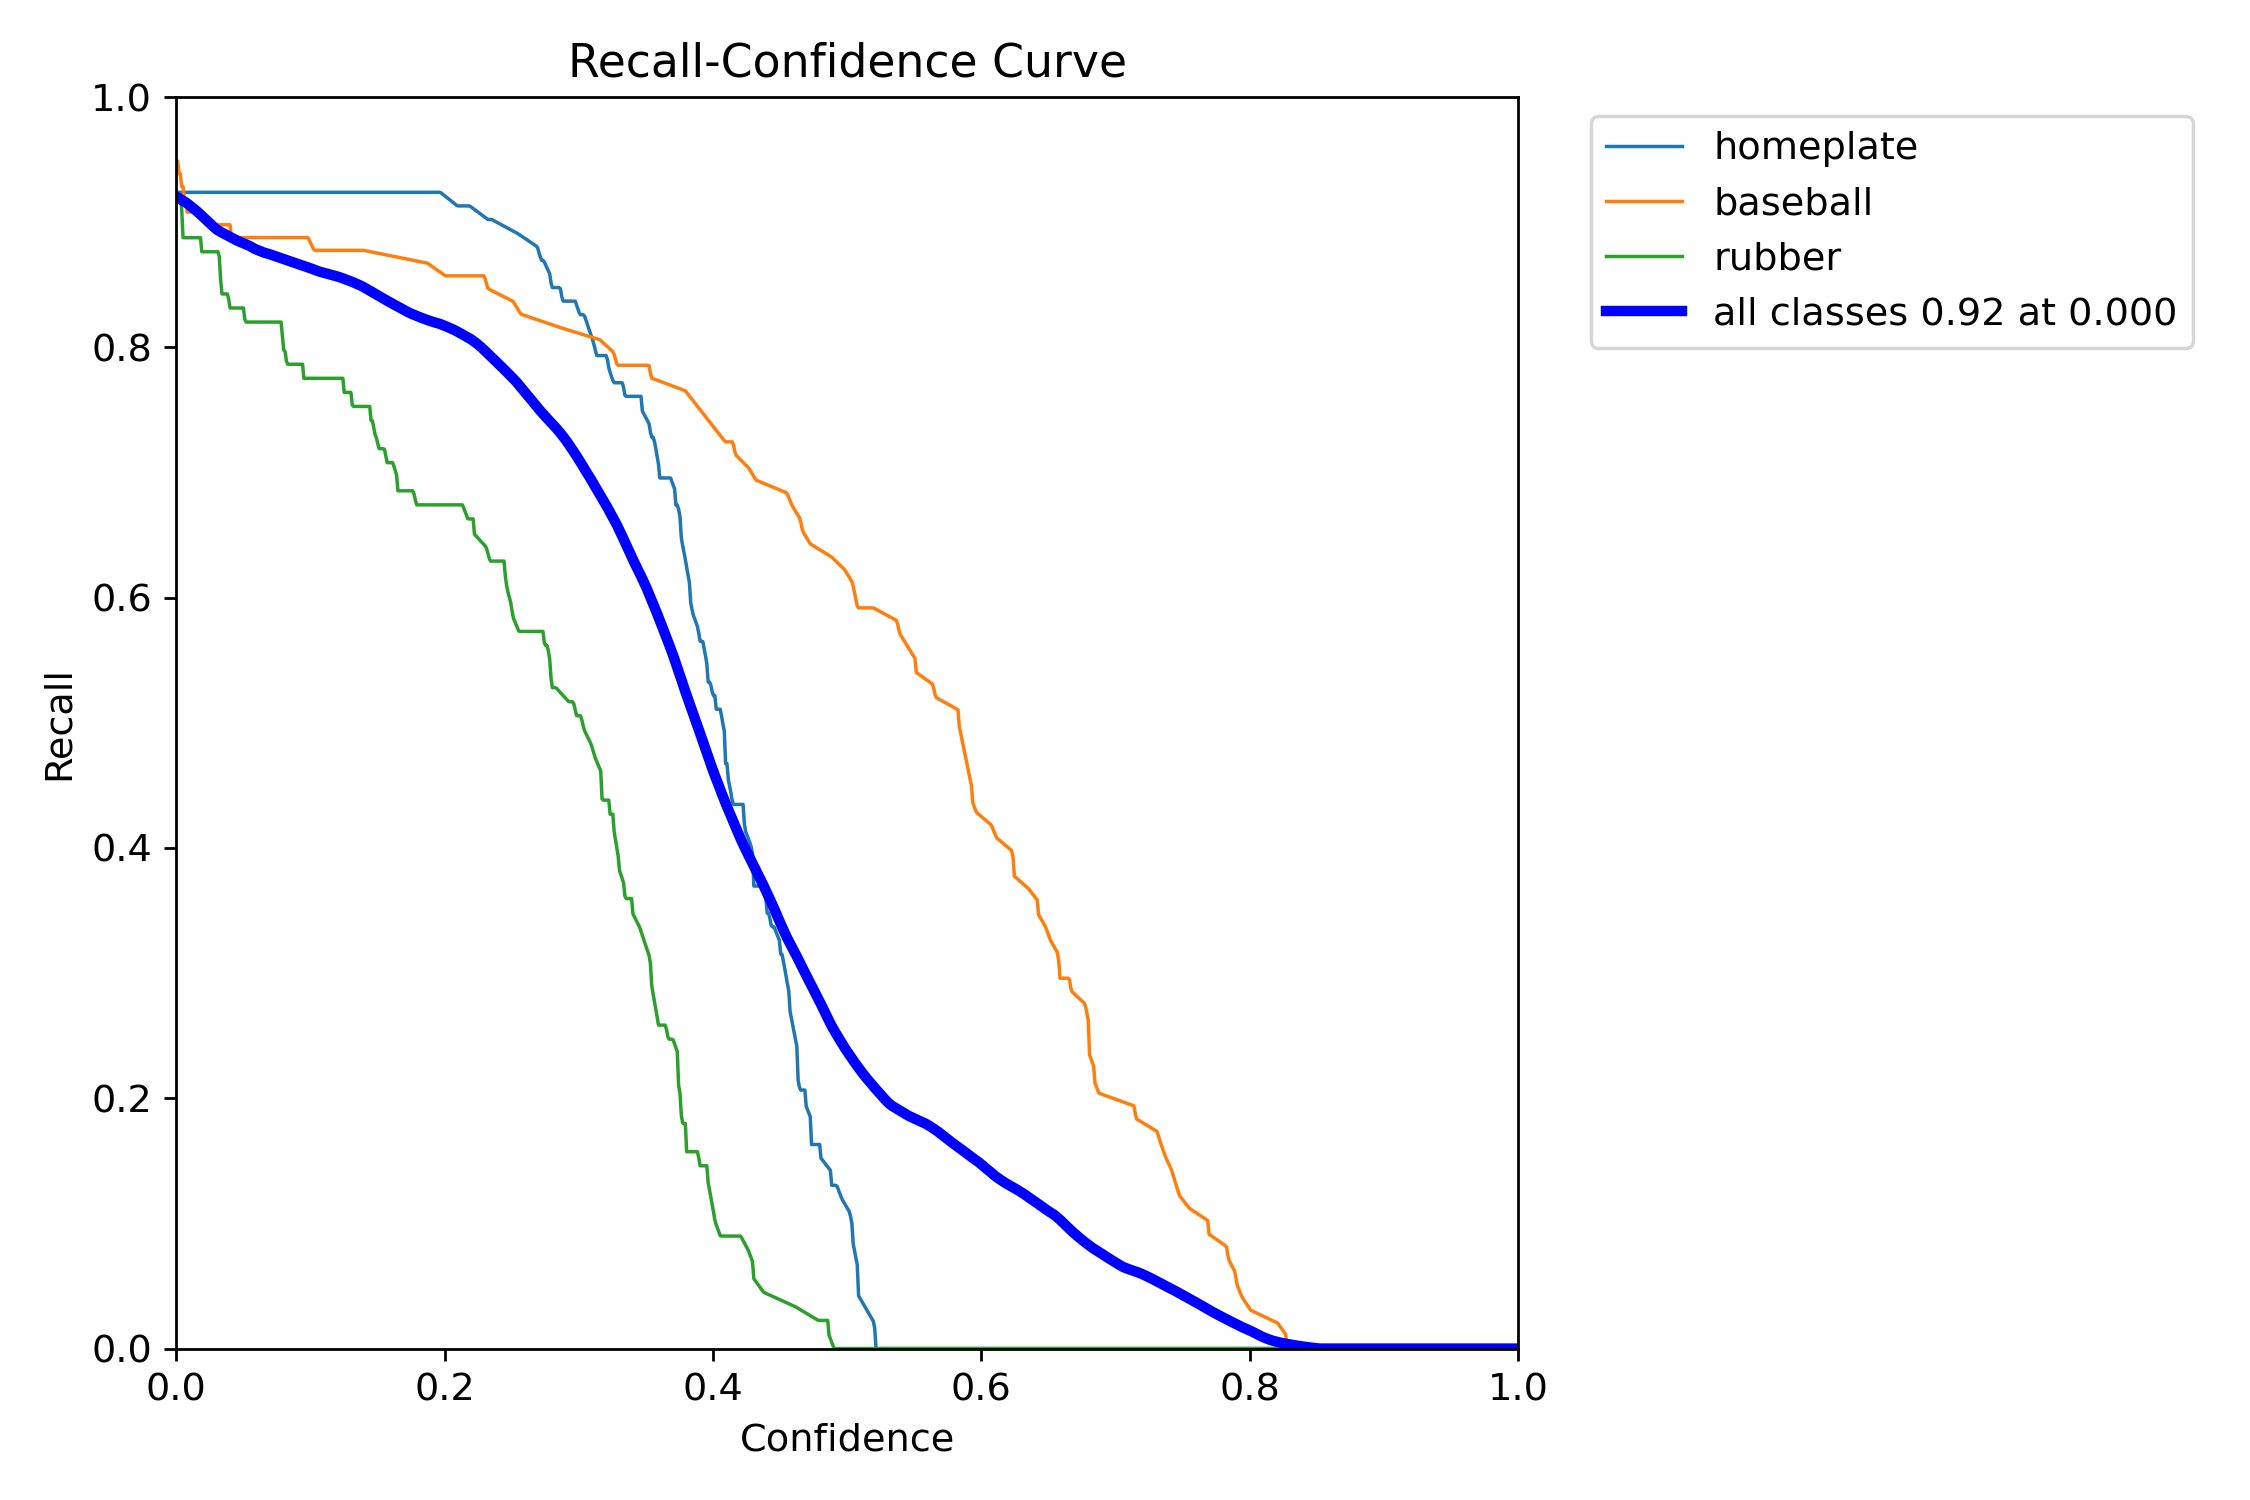 Recall-Confidence Curve
1.0
0.8
0.6
0.4
0.2
0.0
Recall
0.0 0.2 0.4 0.6 0.8 1.0
Confidence
homeplate
baseball
rubber
all classes 0.92 at 0.000